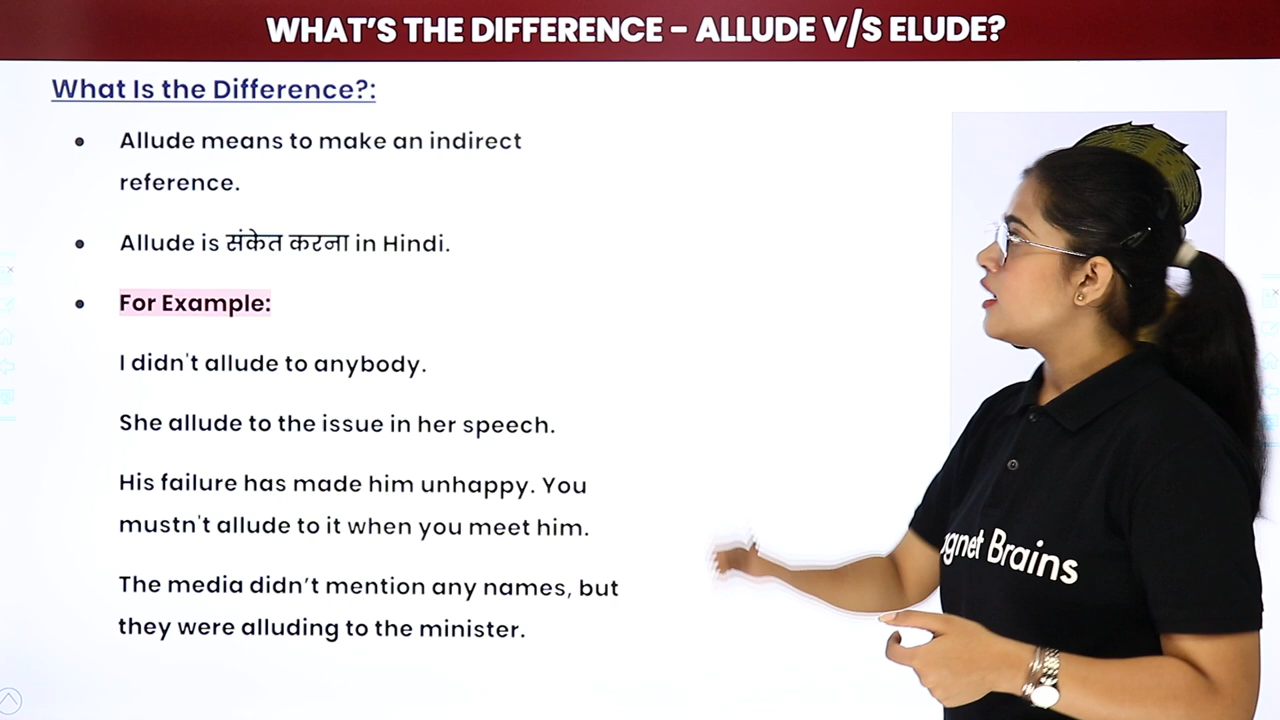 WHAT'S THE DIFFERENCE – ALLUDE V/S ELUDE?
What Is the Difference?:
• Allude means to make an indirect
reference.
• Allude is संकेत करना in Hindi.
• For Example:
I didn't allude to anybody.
She allude to the issue in her speech.
His failure has made him unhappy. You
mustn't allude to it when you meet him.
The media didn’t mention any names, but
they were alluding to the minister.
gnet Brains